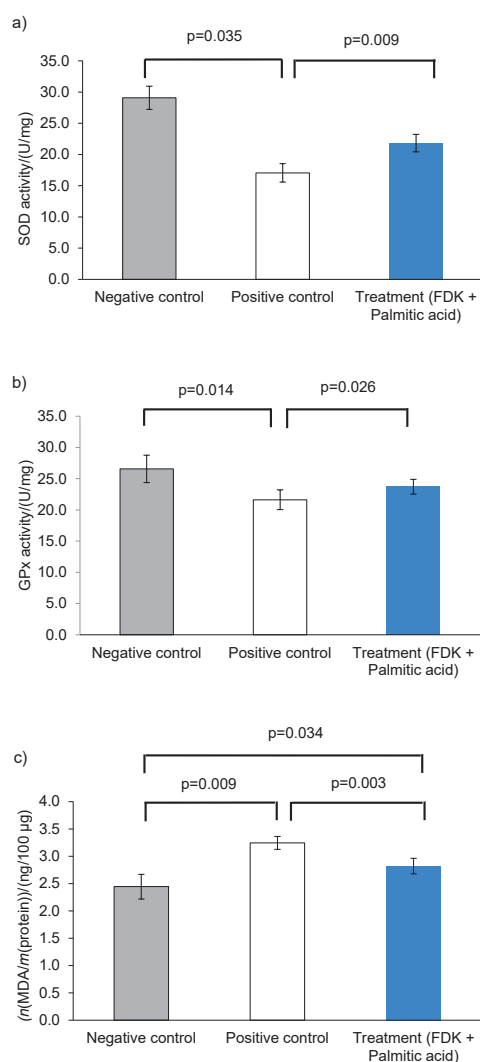 a)
p=0.035
p=0.009
35.0
30.0
25.0
20.0
15.0
10.0
5.0
0.0
SOD activity/(U/mg)
Negative control
Positive control
Treatment (FDK +
Palmitic acid)
b)
p=0.014
p=0.026
35.0
30.0
25.0
20.0
15.0
10.0
5.0
0.0
GPx activity/(U/mg)
Negative control
Positive control
Treatment (FDK +
Palmitic acid)
c)
p=0.034
p=0.009
p=0.003
4.0
3.5
3.0
2.5
2.0
1.5
1.0
0.5
0.0
(n(MDA/m(protein))/(ng/100 µg)
Negative control
Positive control
Treatment (FDK +
Palmitic acid)